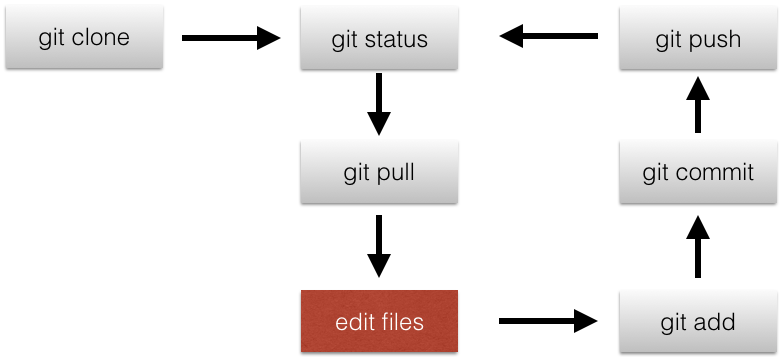 git clone
git status
git push
git pull
git commit
edit files
git add